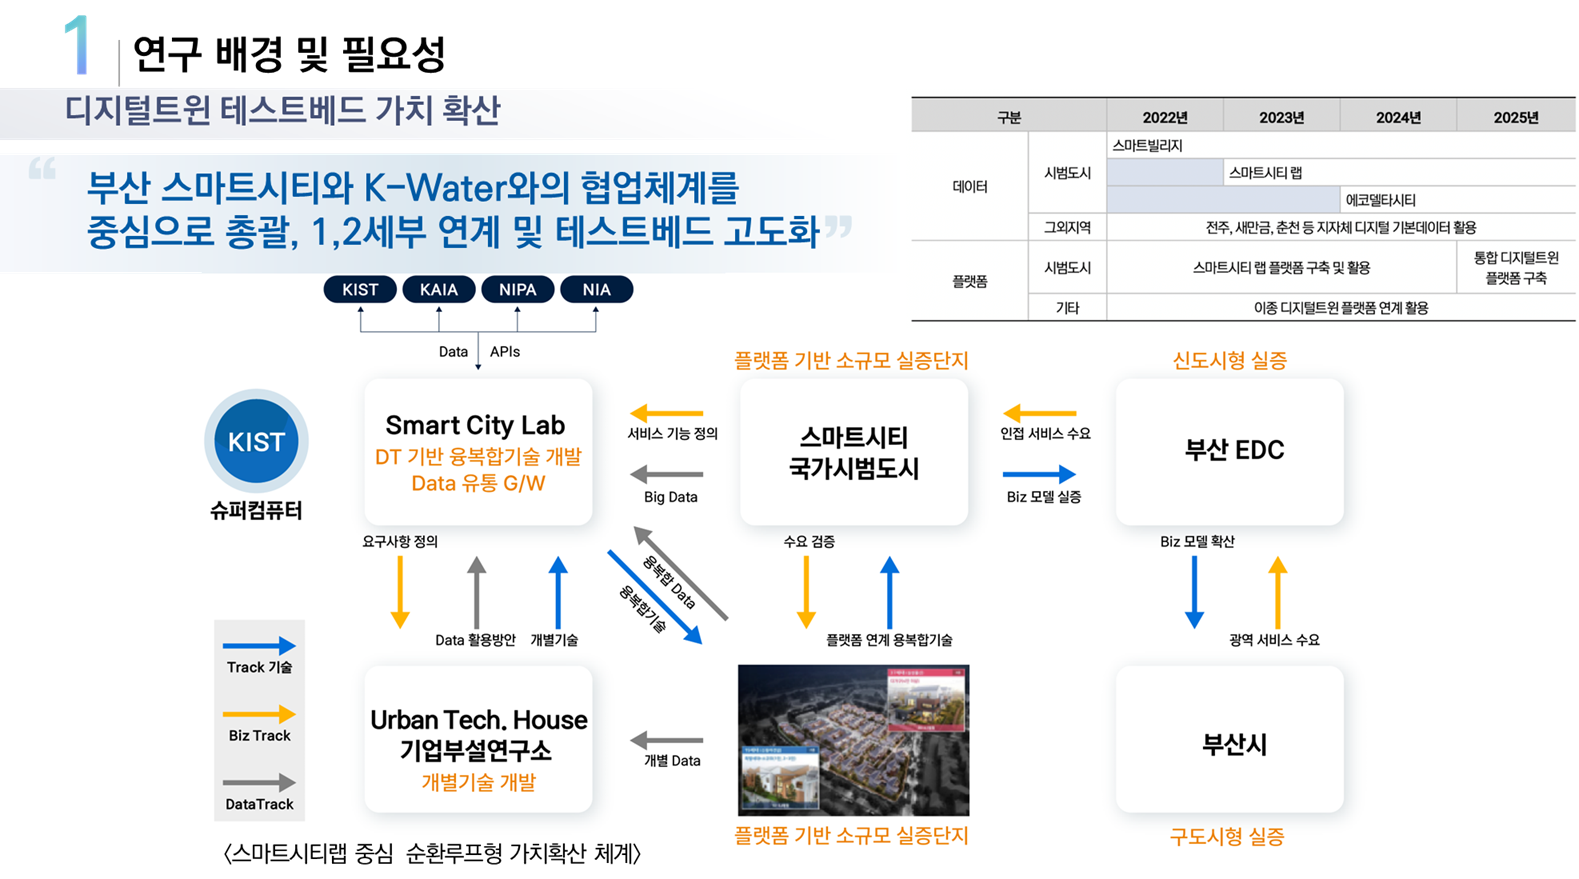 1 연구 배경 및 필요성
디지털트윈 테스트베드 가치 확산
“ 부산 스마트시티와 K-Water와의 협업체계를
중심으로 총괄, 1,2세부 연계 및 테스트베드 고도화 ”
구분 2022년 2023년 2024년 2025년
데이터 시범도시 스마트빌리지
스마트시티 랩
에코델타시티
그외지역 전주, 새만금, 춘천 등 지자체 디지털 기본데이터 활용
플랫폼 시범도시 스마트시티 랩 플랫폼 구축 및 활용 통합 디지털트윈
플랫폼 구축
기타 이종 디지털트윈 플랫폼 연계 활용
KIST KAIA NIPA NIA
Data APIs
KIST
슈퍼컴퓨터
Smart City Lab
DT 기반 융복합기술 개발
Data 유통 G/W
서비스 기능 정의
Big Data
플랫폼 기반 소규모 실증단지
스마트시티
국가시범도시
인접 서비스 수요
Biz 모델 실증
신도시형 실증
부산 EDC
요구사항 정의
Data 활용방안
개별기술
융복합 Data
융복합기술
수요 검증
플랫폼 연계 융복합기술
Biz 모델 확산
광역 서비스 수요
Track 기술
Biz Track
DataTrack
Urban Tech. House
기업부설연구소
개별기술 개발
개별 Data
플랫폼 기반 소규모 실증단지
부산시
구도시형 실증
〈스마트시티랩 중심 순환루프형 가치확산 체계〉